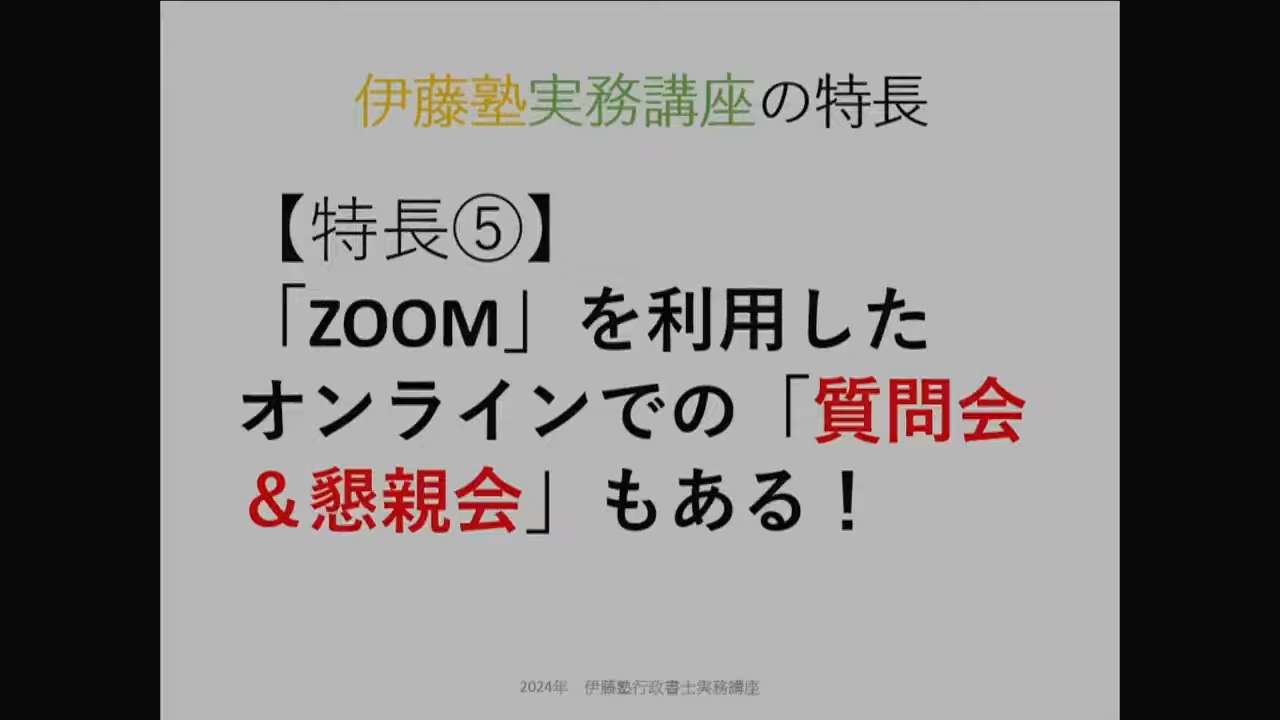 伊藤塾実務講座の特長
【特長⑤】
「ZOOM」を利用した
オンラインでの「質問会
＆懇親会」もある！
2024年　伊藤塾行政書士実務講座